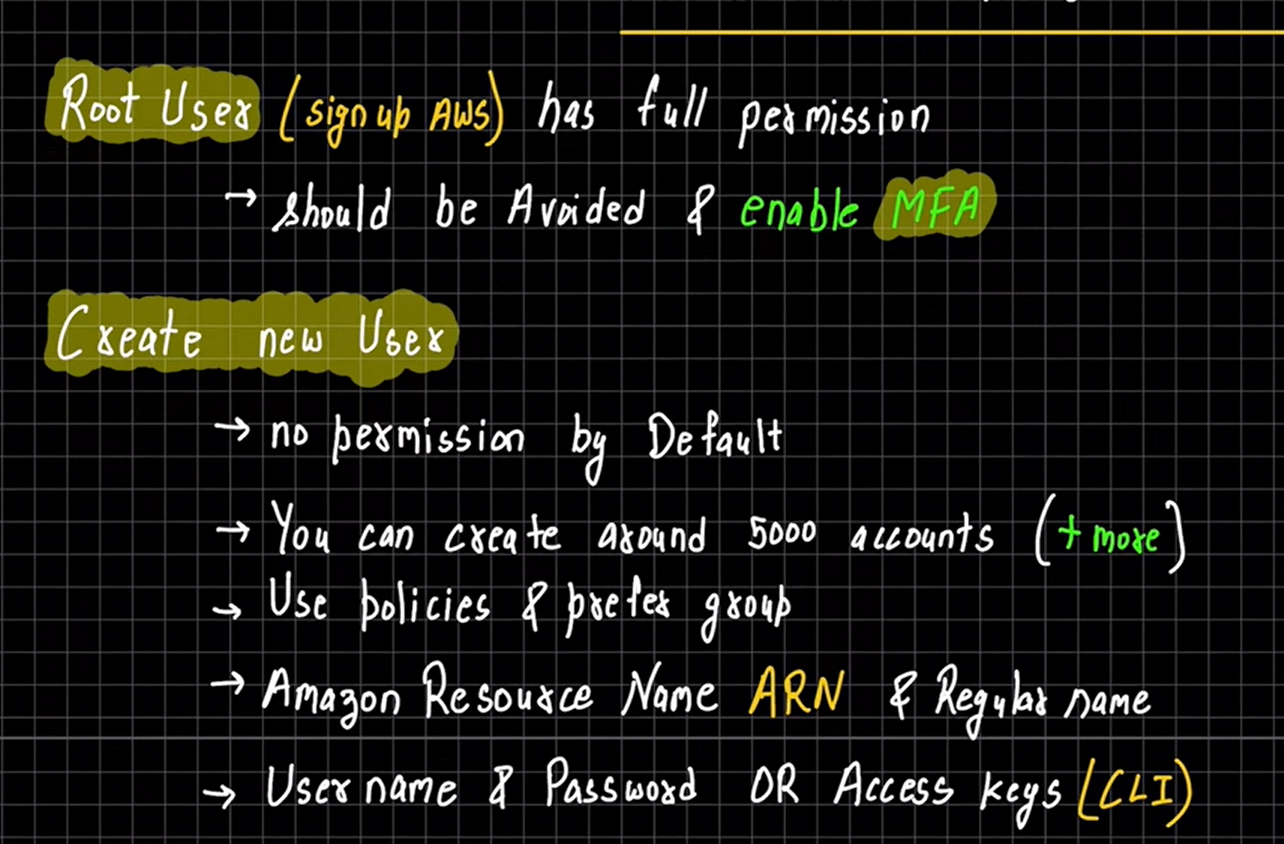 Root User (sign up AWS) has full permission
→ should be Avoided & enable MFA
Create new User
→ no permission by Default
→ You can create around 5000 accounts (+ more)
→ Use policies & prefer group
→ Amazon Resource Name ARN & Regular name
→ User name & Password OR Access keys (CLI)